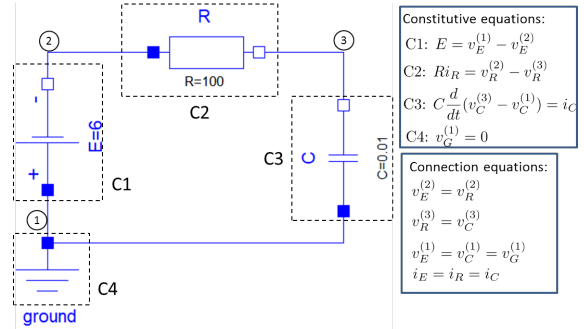 R
2
3
R=100
C2
-
E=6
+
C1
C3
C
C=0.01
1
C4
ground
Constitutive equations:
C1: E = v_E^{(1)} − v_E^{(2)}
C2: Ri_R = v_R^{(2)} − v_R^{(3)}
C3: C \frac{d}{dt}(v_C^{(3)} − v_C^{(1)}) = i_C
C4: v_G^{(1)} = 0
Connection equations:
v_E^{(2)} = v_R^{(2)}
v_R^{(3)} = v_C^{(3)}
v_E^{(1)} = v_C^{(1)} = v_G^{(1)}
i_E = i_R = i_C